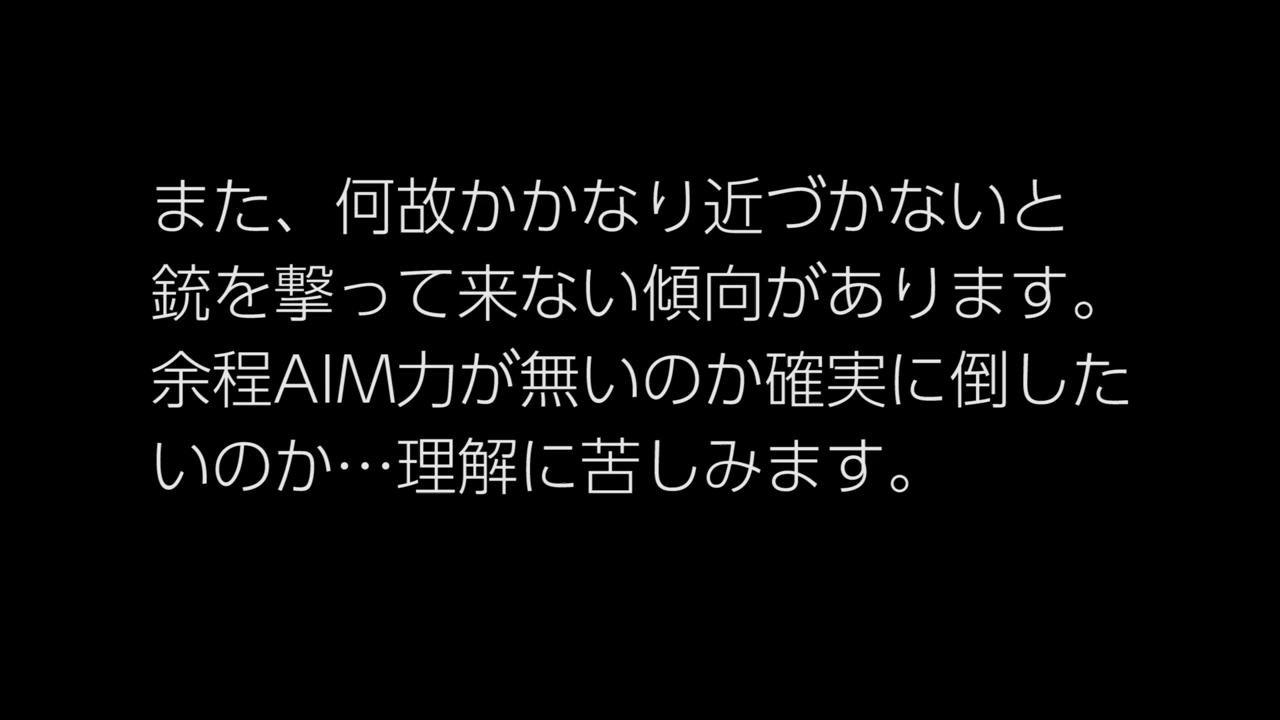 また、何故かかなり近づかないと
銃を撃って来ない傾向があります。
余程AIM力が無いのか確実に倒した
いのか…理解に苦しみます。